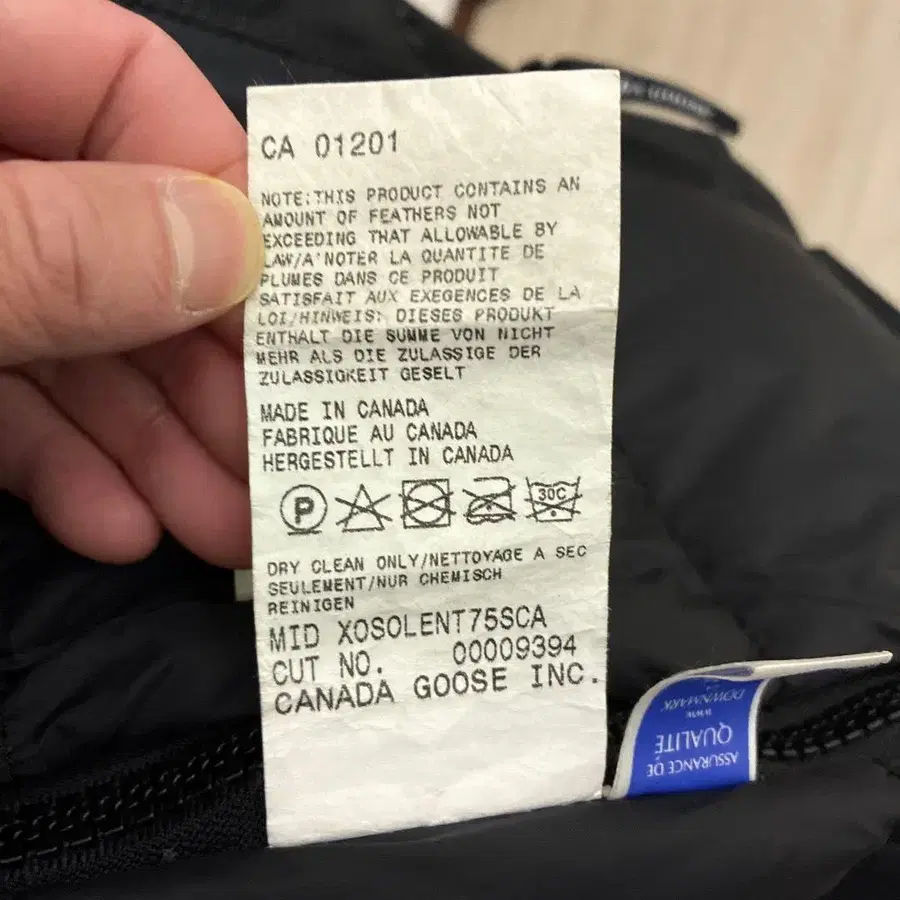 CA 01201
NOTE:THIS PRODUCT CONTAINS AN
AMOUNT OF FEATHERS NOT
EXCEEDING THAT ALLOWABLE BY
LAW/A'NOTER LA QUANTITE DE
PLUMES DANS CE PRODUIT
SATISFAIT AUX EXEGENCES DE LA
LOI/HINWEIS: DIESES PRODUKT
ENTHALT DIE SUMME VON NICHT
MEHR ALS DIE ZULASSIGE DER
ZULASSIGKEIT GESELT
MADE IN CANADA
FABRIQUE AU CANADA
HERGESTELLT IN CANADA
P
30C
DRY CLEAN ONLY/NETTOYAGE A SEC
SEULEMENT/NUR CHEMISCH
REINIGEN
MID XOSOLENT75SCA
CUT NO. 00009394
CANADA GOOSE INC.
ASSURANCE DE
QUALITÉ
WWW.
DOWNMARK